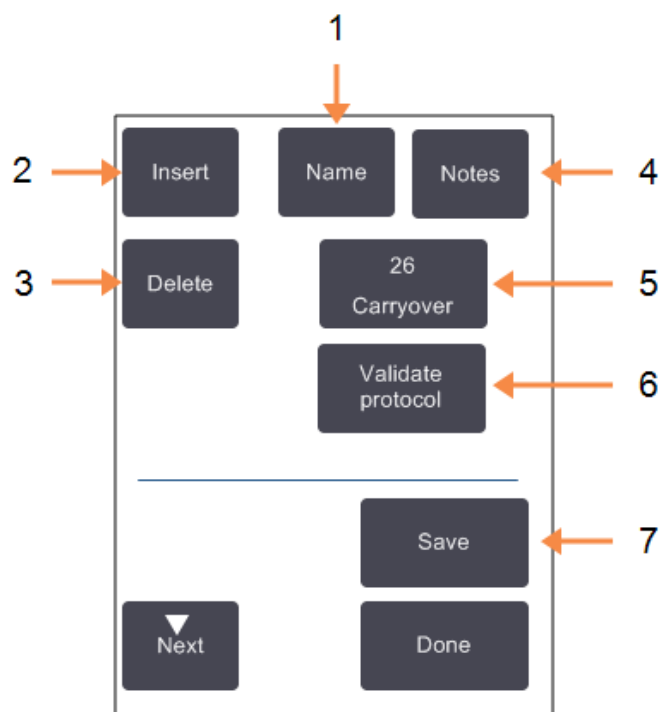 1
2
Insert
Name
Notes
4
3
Delete
26
Carryover
5
Validate
protocol
6
Save
7
Next
Done